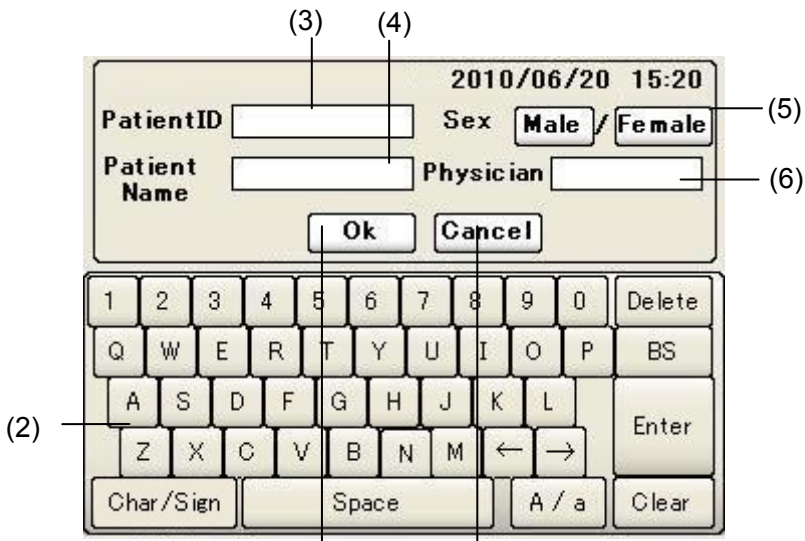 (3) (4)
2010/06/20 15:20
PatientID Sex Male / Female (5)
Patient Name Physician (6)
Ok Cancel
1 2 3 4 5 6 7 8 9 0 Delete
Q W E R T Y U I O P BS
A S D F G H J K L Enter
(2)
Z X C V B N M ← →
Char/Sign Space A / a Clear